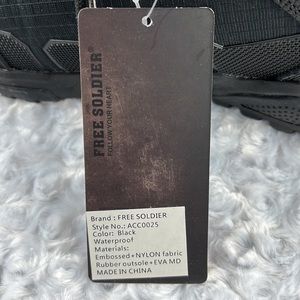 FREE SOLDIER®
FOLLOW YOUR HEART
Brand : FREE SOLDIER
Style No.: ACC0025
Color: Black
Waterproof
Materials:
Embossed+NYLON fabric
Rubber outsole+EVA MD
MADE IN CHINA